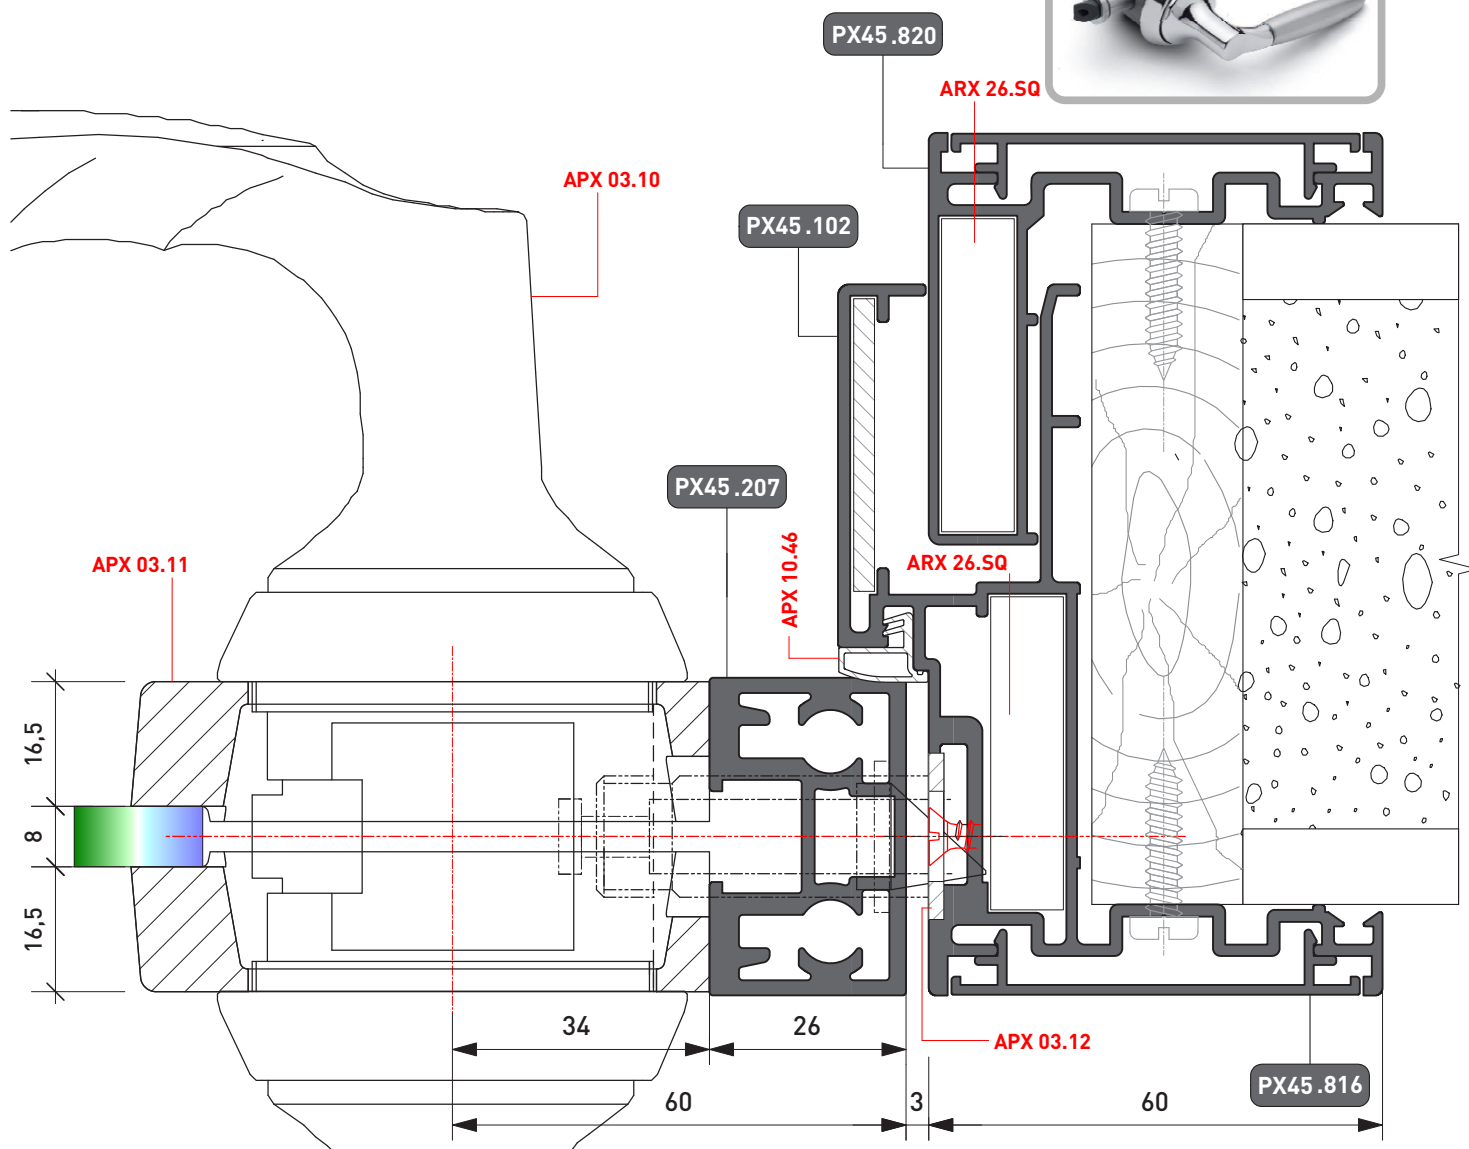 PX45.820
ARX 26.SQ
APX 03.10
PX45.102
PX45.207
APX 03.11
APX 10.46
ARX 26.SQ
16,5
8
16,5
34
26
APX 03.12
PX45.816
60
3
60